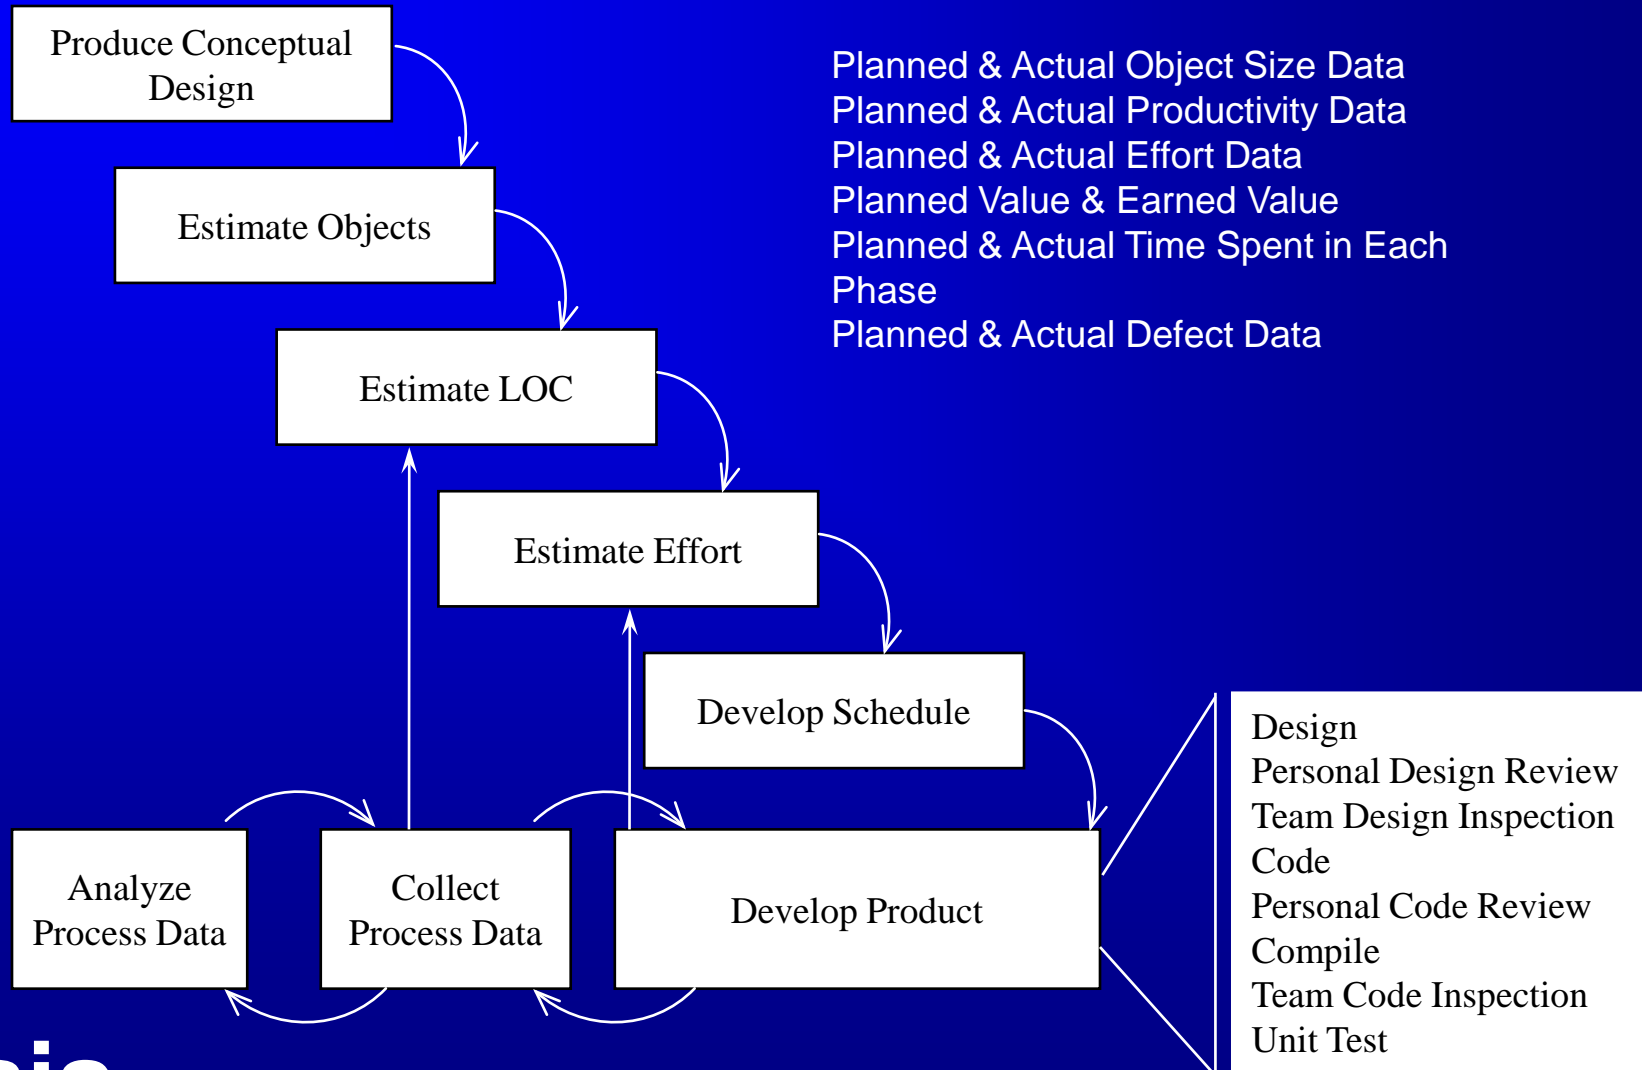 Produce Conceptual
Design
Planned & Actual Object Size Data
Planned & Actual Productivity Data
Planned & Actual Effort Data
Planned Value & Earned Value
Planned & Actual Time Spent in Each
Phase
Planned & Actual Defect Data
Estimate Objects
Estimate LOC
Estimate Effort
Develop Schedule
Analyze
Process Data
Collect
Process Data
Develop Product
Design
Personal Design Review
Team Design Inspection
Code
Personal Code Review
Compile
Team Code Inspection
Unit Test